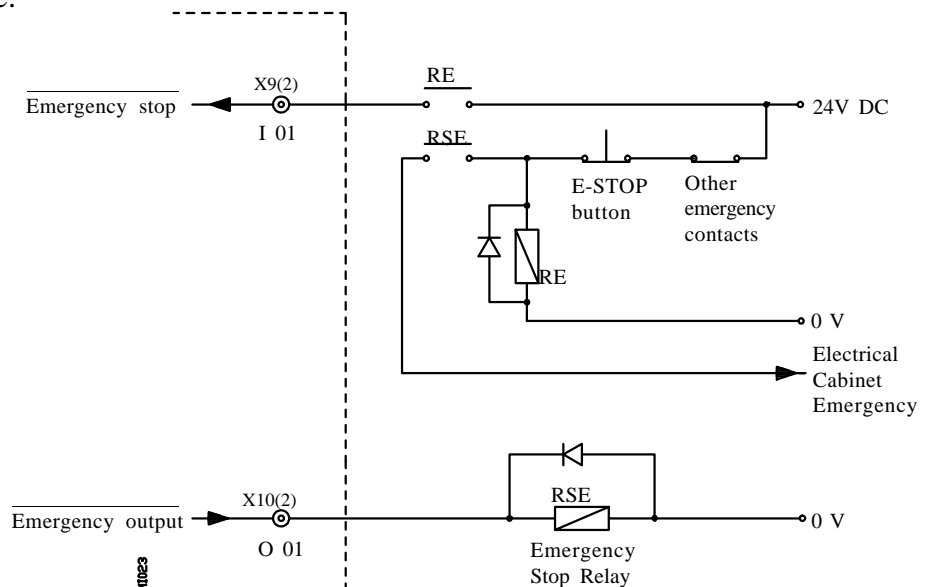 RE
X9(2)
Emergency stop
24V DC
I 01
RSE
E-STOP
button
Other
emergency
contacts
RE
0 V
Electrical
Cabinet
Emergency
X10(2)
RSE
Emergency output
0 V
O 01
Emergency
Stop Relay